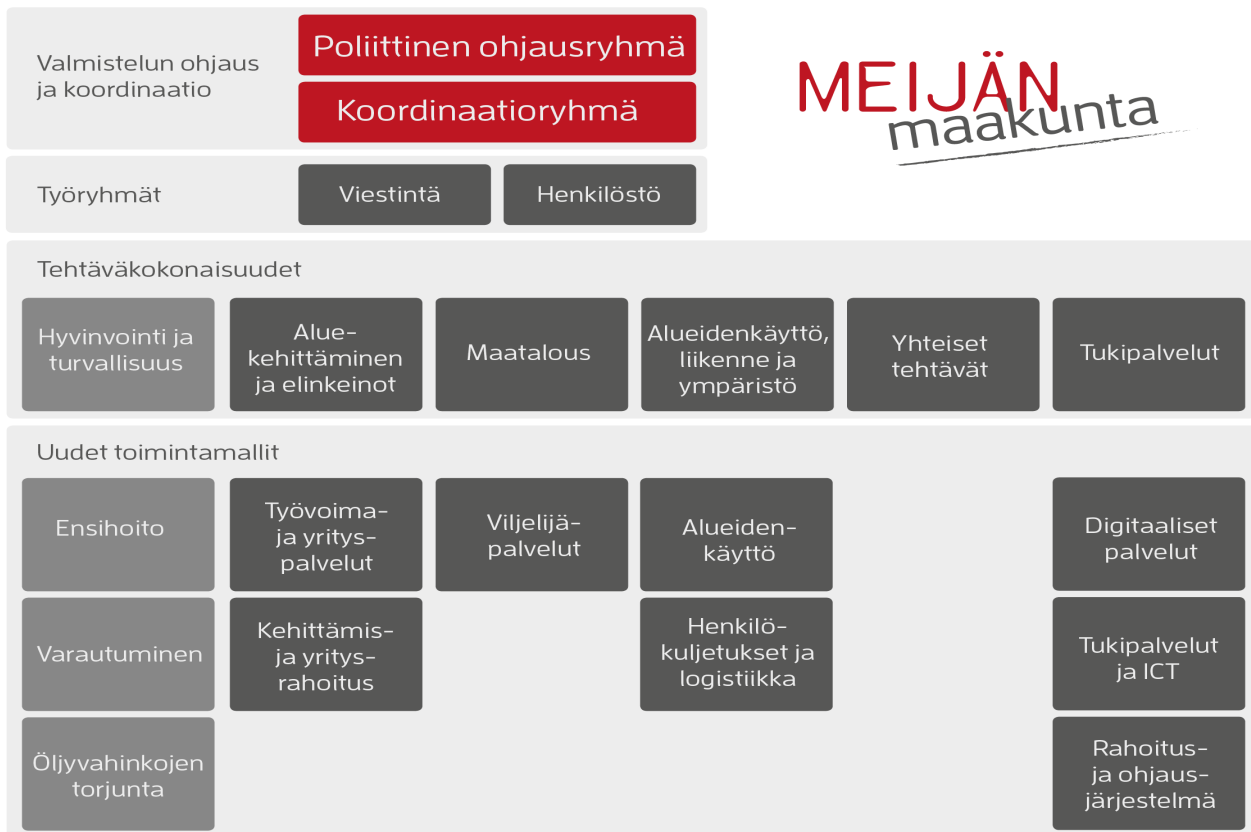 Valmistelun ohjaus
ja koordinaatio
Poliittinen ohjausryhmä
Koordinaatioryhmä
MEIJÄN
maakunta
Työryhmät
Viestintä
Henkilöstö
Tehtäväkokonaisuudet
Hyvinvointi ja
turvallisuus
Alue-
kehittäminen
ja elinkeinot
Maatalous
Alueidenkäyttö,
liikenne ja
ympäristö
Yhteiset
tehtävät
Tukipalvelut
Uudet toimintamallit
Ensihoito
Työvoima-
ja yritys-
palvelut
Viljelijä-
palvelut
Alueiden-
käyttö
Digitaaliset
palvelut
Varautuminen
Kehittämis-
ja yritys-
rahoitus
Henkilö-
kuljetukset ja
logistiikka
Tukipalvelut
ja ICT
Öljyvahinkojen
torjunta
Rahoitus-
ja ohjaus-
järjestelmä